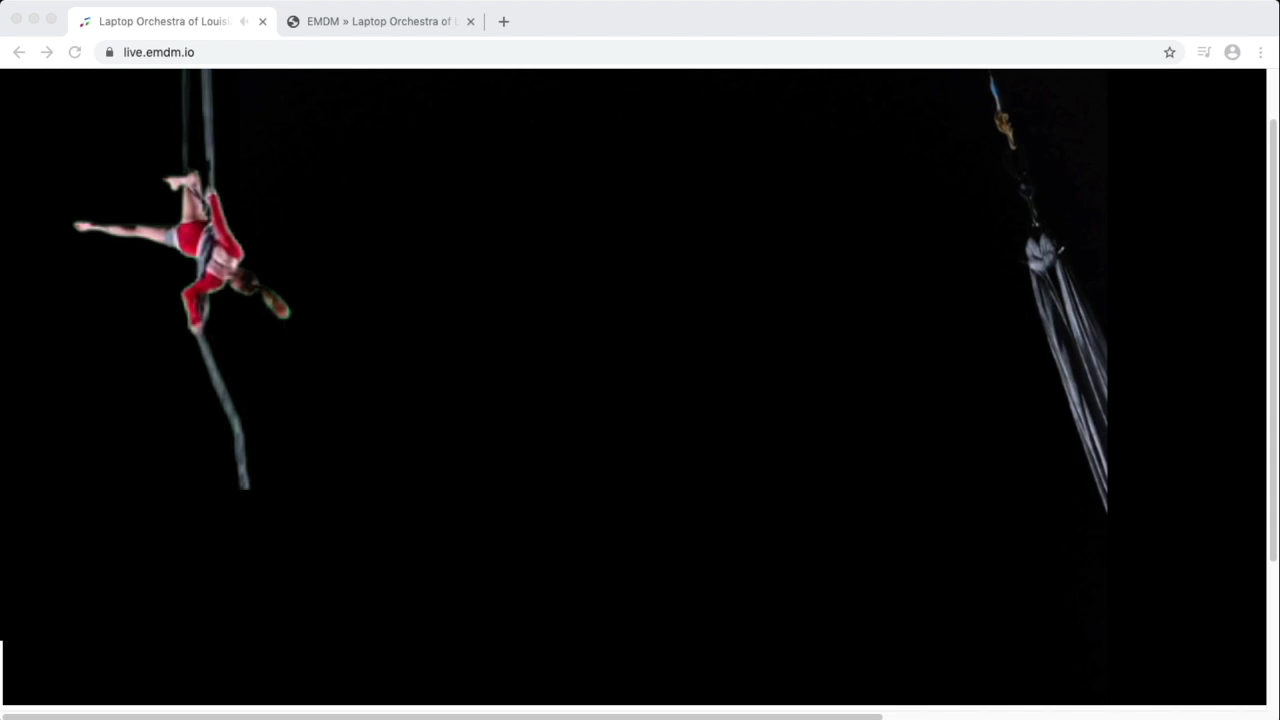 Laptop Orchestra of Louisi
EMDM » Laptop Orchestra of L
live.emdm.io